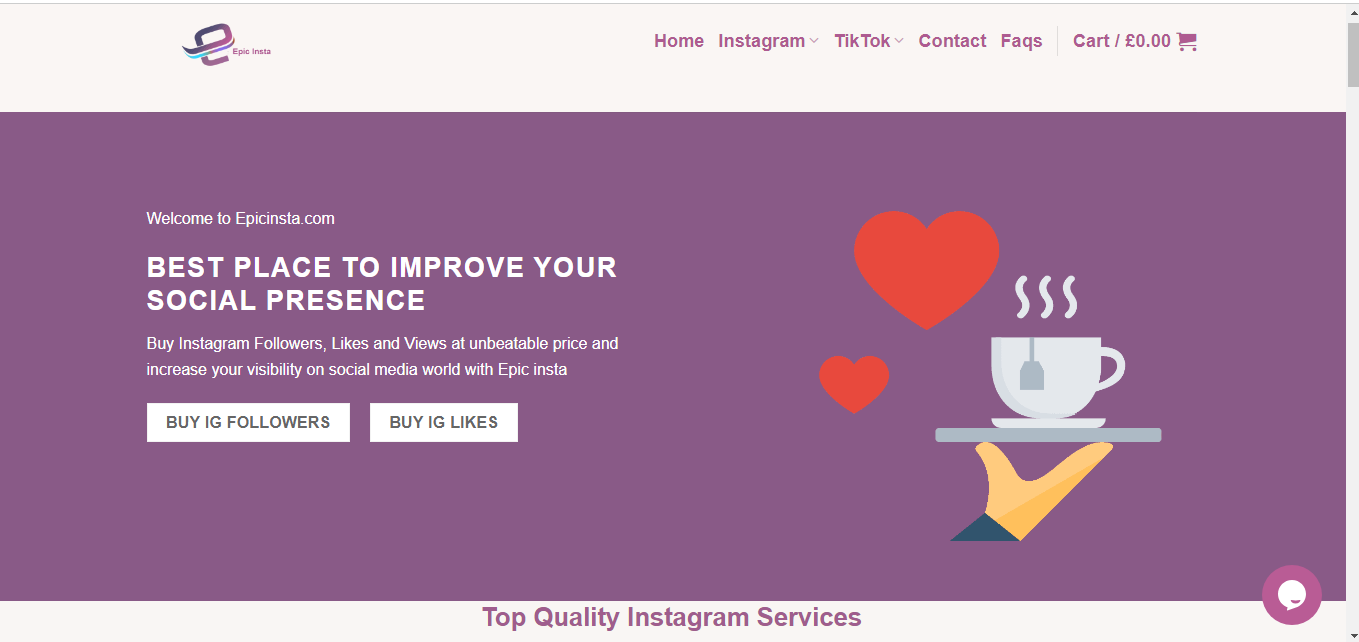 Epic Insta
Home Instagram TikTok Contact Faqs Cart / £0.00
Welcome to Epicinsta.com
BEST PLACE TO IMPROVE YOUR
SOCIAL PRESENCE
Buy Instagram Followers, Likes and Views at unbeatable price and
increase your visibility on social media world with Epic insta
BUY IG FOLLOWERS BUY IG LIKES
Top Quality Instagram Services